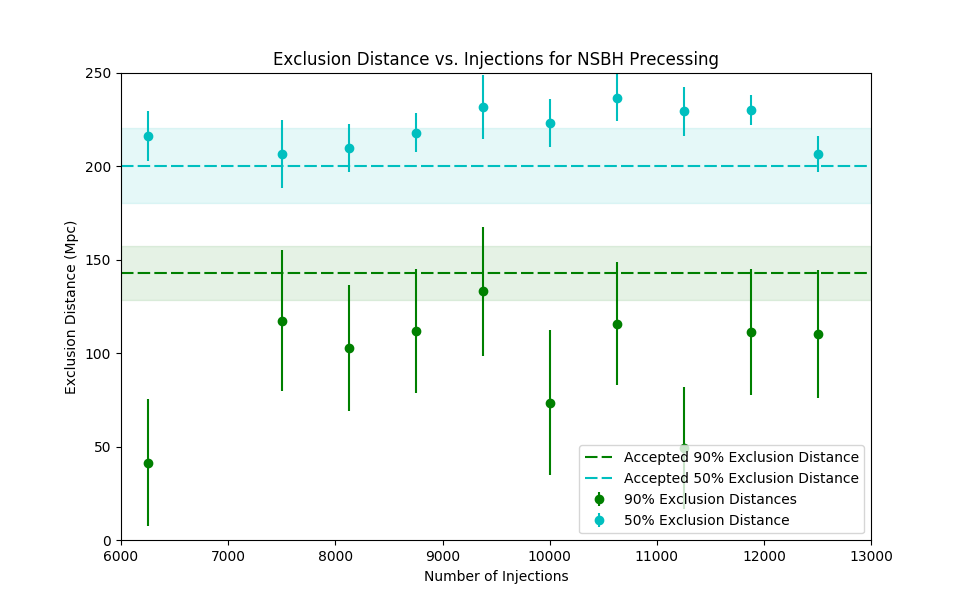 Exclusion Distance vs. Injections for NSBH Precessing
Exclusion Distance (Mpc)
250
200
150
100
50
0
6000 7000 8000 9000 10000 11000 12000 13000
Number of Injections
Accepted 90% Exclusion Distance
Accepted 50% Exclusion Distance
90% Exclusion Distances
50% Exclusion Distance